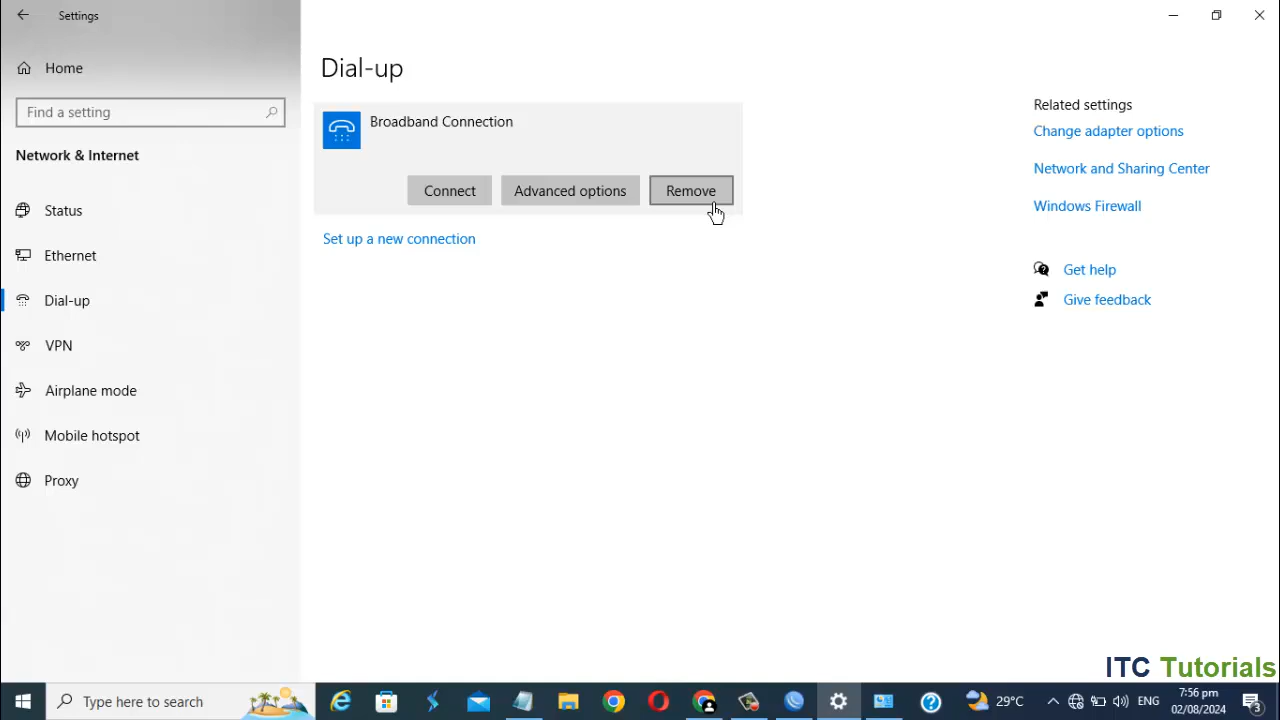 Settings
Home
Find a setting
Network & Internet
Status
Ethernet
Dial-up
VPN
Airplane mode
Mobile hotspot
Proxy
Dial-up
Broadband Connection
Connect
Advanced options
Remove
Set up a new connection
Related settings
Change adapter options
Network and Sharing Center
Windows Firewall
Get help
Give feedback
ITC Tutorials
Type here to search
29°C
ENG
7:56 pm
02/08/2024
3